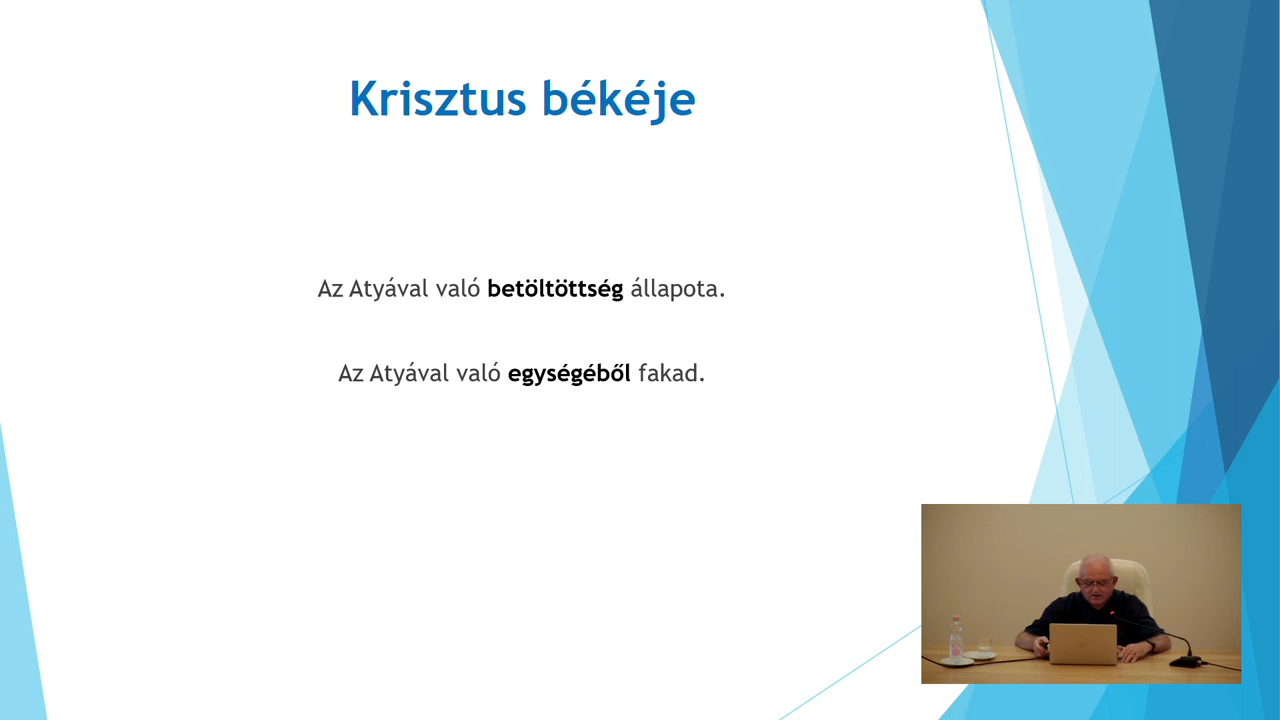 Krisztus békéje
Az Atyával való betöltöttség állapota.
Az Atyával való egységéből fakad.